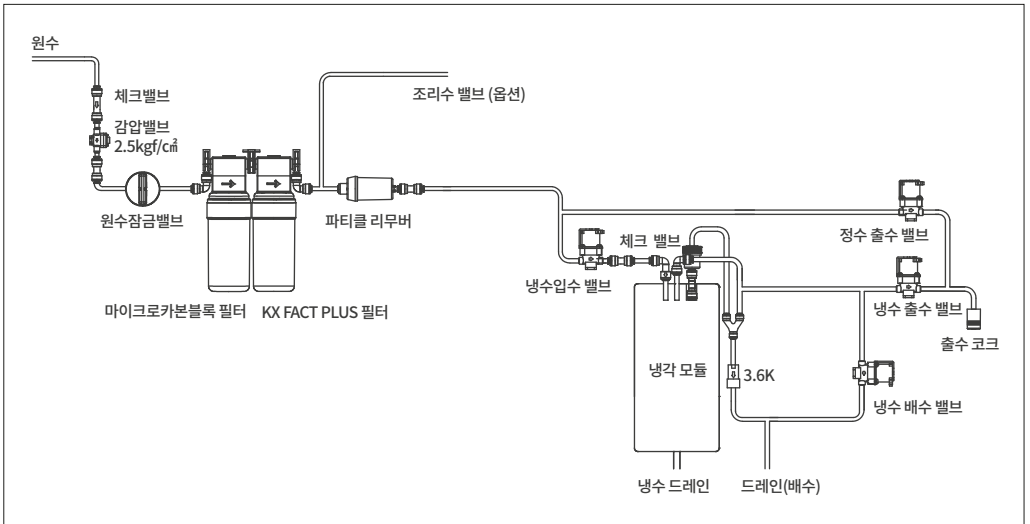 원수
체크밸브
감압밸브
2.5kgf/㎠
원수잠금밸브
마이크로카본블록 필터
KX FACT PLUS 필터
조리수 밸브 (옵션)
파티클 리무버
냉수입수 밸브
체크 밸브
정수 출수 밸브
냉수 출수 밸브
출수 코크
냉각 모듈
3.6K
냉수 배수 밸브
냉수 드레인
드레인(배수)